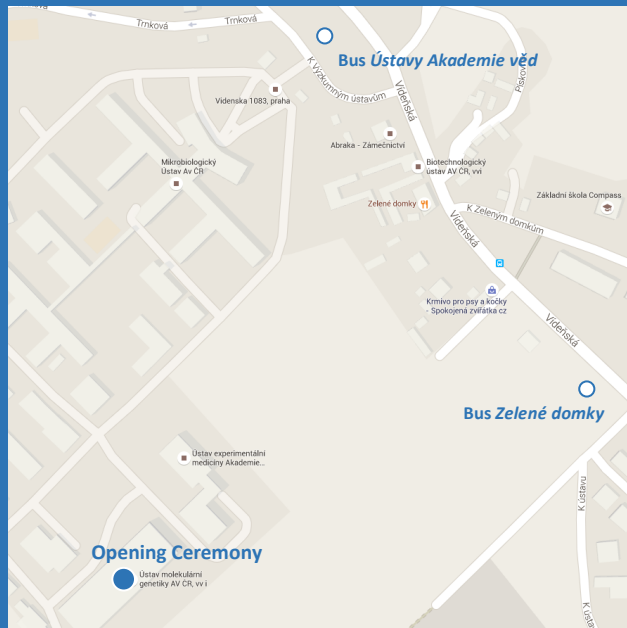 Trnková
Trnková
Bus Ústavy Akademie věd
K Výzkumným ústavům
Vídeňská
Písková
Videnska 1083, praha
Abraka - Zámečnictví
Mikrobiologický
Ústav Av ČR
Biotechnologický
ústav AV ČR, vvi
Zelené domky
Základní škola Compass
K Zeleným domkům
Vídeňská
Krmivo pro psy a kočky
- Spokojená zvířátka cz
Vídeňská
Bus Zelené domky
Ústav experimentální
medicíny Akademie...
K ústavu
Opening Ceremony
Ústav molekulární
genetiky AV ČR, vv i
K ústavu